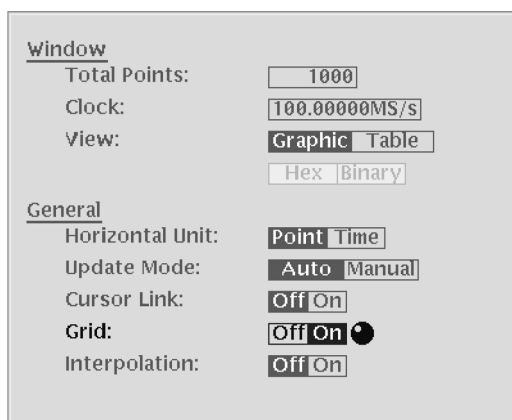 Window
Total Points: 1000
Clock: 100.00000MS/s
View: Graphic Table
Hex Binary
General
Horizontal Unit: Point Time
Update Mode: Auto Manual
Cursor Link: Off On
Grid: Off On
Interpolation: Off On